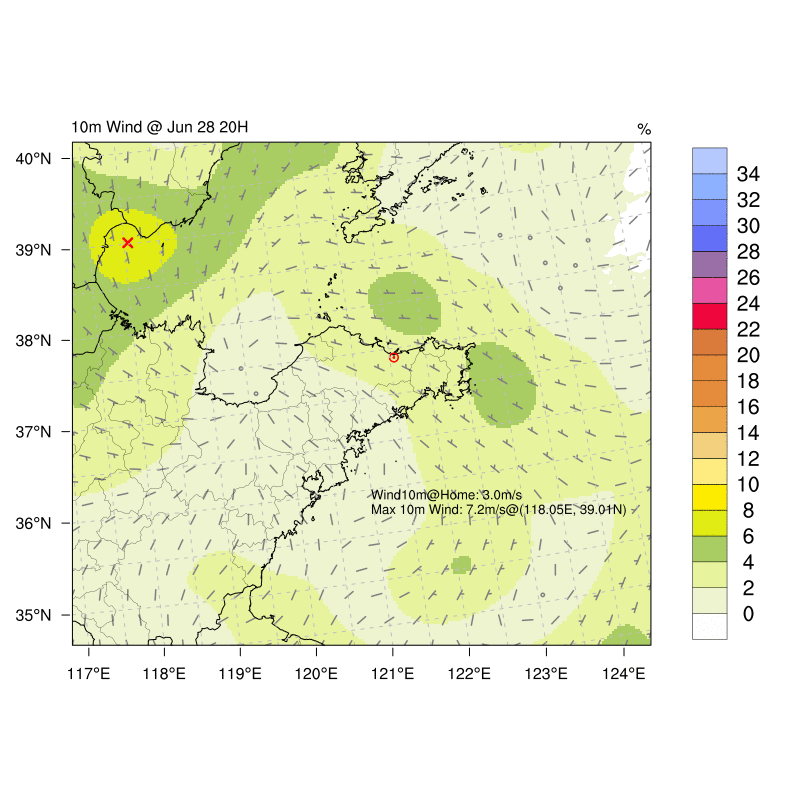 10m Wind @ Jun 28 20H
%
40°N
39°N
38°N
37°N
36°N
35°N
117°E 118°E 119°E 120°E 121°E 122°E 123°E 124°E
Wind10m@Home: 3.0m/s
Max 10m Wind: 7.2m/s@(118.05E, 39.01N)
34
32
30
28
26
24
22
20
18
16
14
12
10
8
6
4
2
0